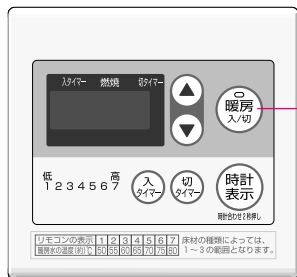 入タイマー 燃焼 切タイマー
暖房
入/切
低 高
1 2 3 4 5 6 7
入
タイマー
切
タイマー
時計
表示
時計合わせ2秒押し
リモコンの表示 1 2 3 4 5 6 7
暖房水の温度(約)℃ 50 55 60 65 70 75 80
床材の種類によっては、
1～3の範囲となります。